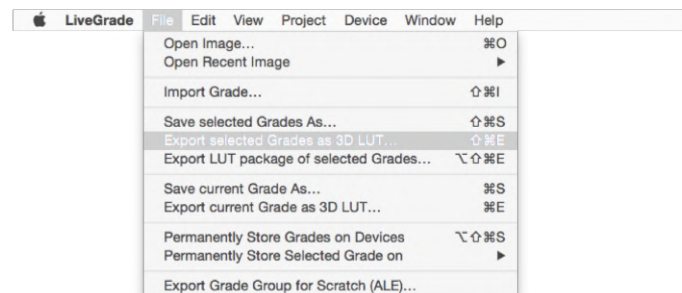 LiveGrade File Edit View Project Device Window Help
Open Image... ⌘O
Open Recent Image ▶
Import Grade... ⇧⌘I
Save selected Grades As... ⇧⌘S
Export selected Grades as 3D LUT... ⇧⌘E
Export LUT package of selected Grades... ⌥⇧⌘E
Save current Grade As... ⌘S
Export current Grade as 3D LUT... ⌘E
Permanently Store Grades on Devices ⌥⇧⌘S
Permanently Store Selected Grade on ▶
Export Grade Group for Scratch (ALE)...